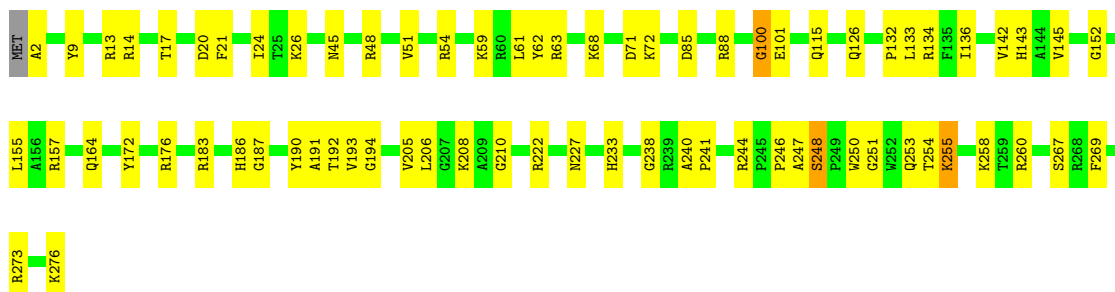 MET A2 Y9 R13 R14 T17 D20 F21 I24 T25 K26 N45 R48 V51 R54 K59 R60 L61 Y62 R63 K68 D71 K72 D85 R88 G100 E101 Q115 Q126 P132 L133 R134 F135 I136 V142 H143 A144 V145 G152
L155 A156 R157 Q164 Y172 R176 R183 H186 G187 Y190 A191 T192 V193 G194 V205 L206 G207 K208 A209 G210 R222 N227 H233 G238 R239 A240 P241 R244 P245 P246 A247 S248 P249 W250 G251 W252 Q253 T254 K255 K258 T259 R260 S267 R268 F269
R273 K276